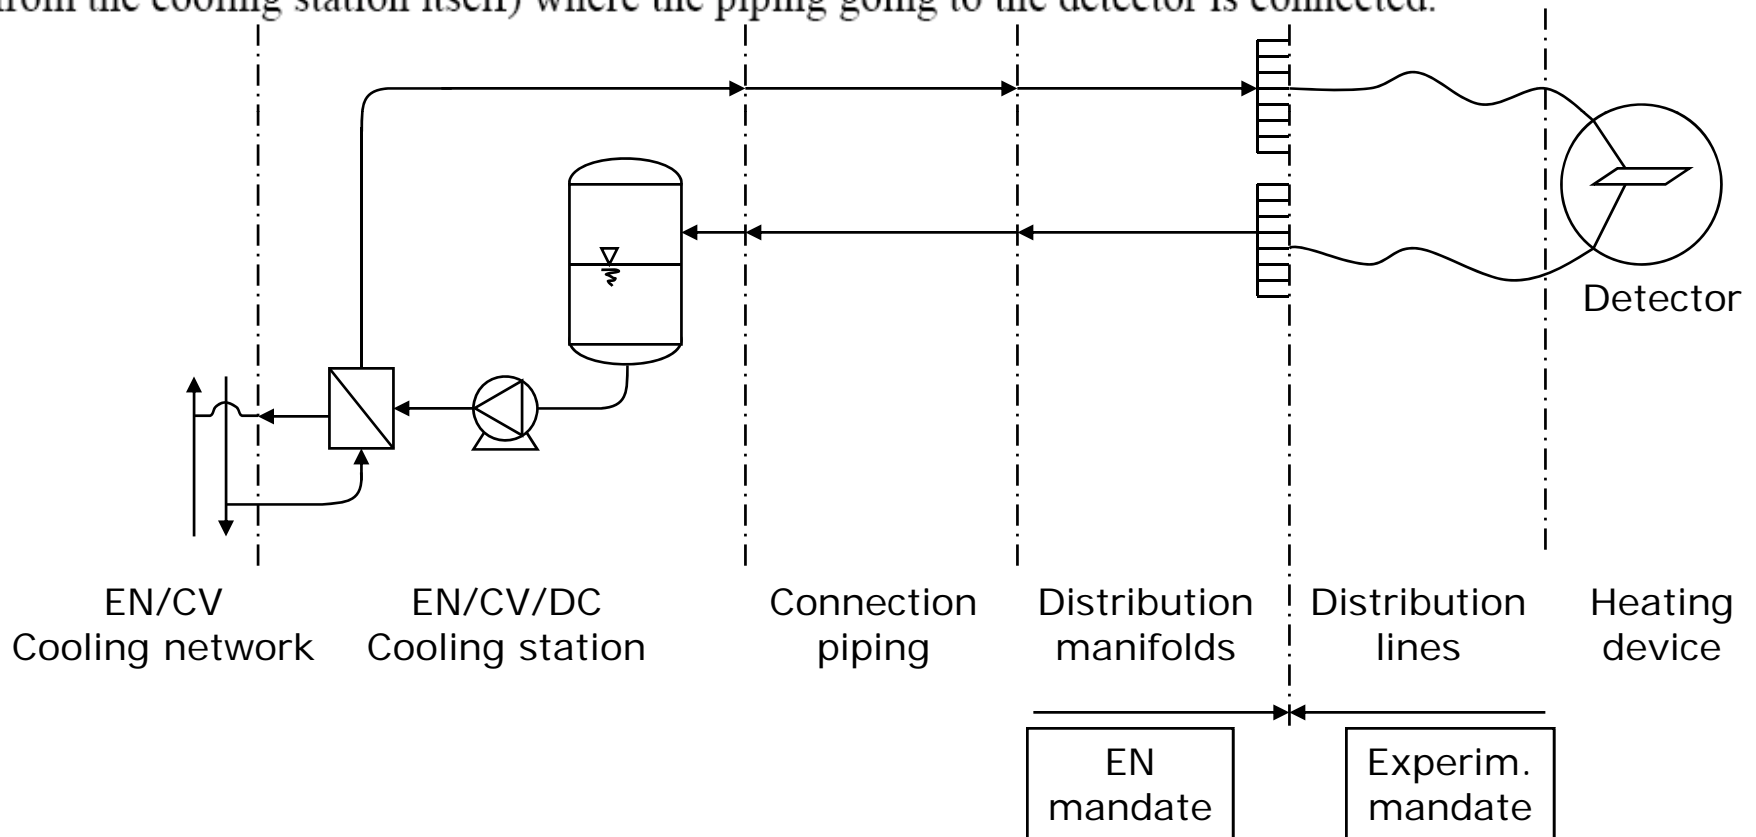 from the cooling station itself) where the piping going to the detector is connected.
Detector
EN/CV
Cooling network
EN/CV/DC
Cooling station
Connection
piping
Distribution
manifolds
Distribution
lines
Heating
device
EN
mandate
Experim.
mandate